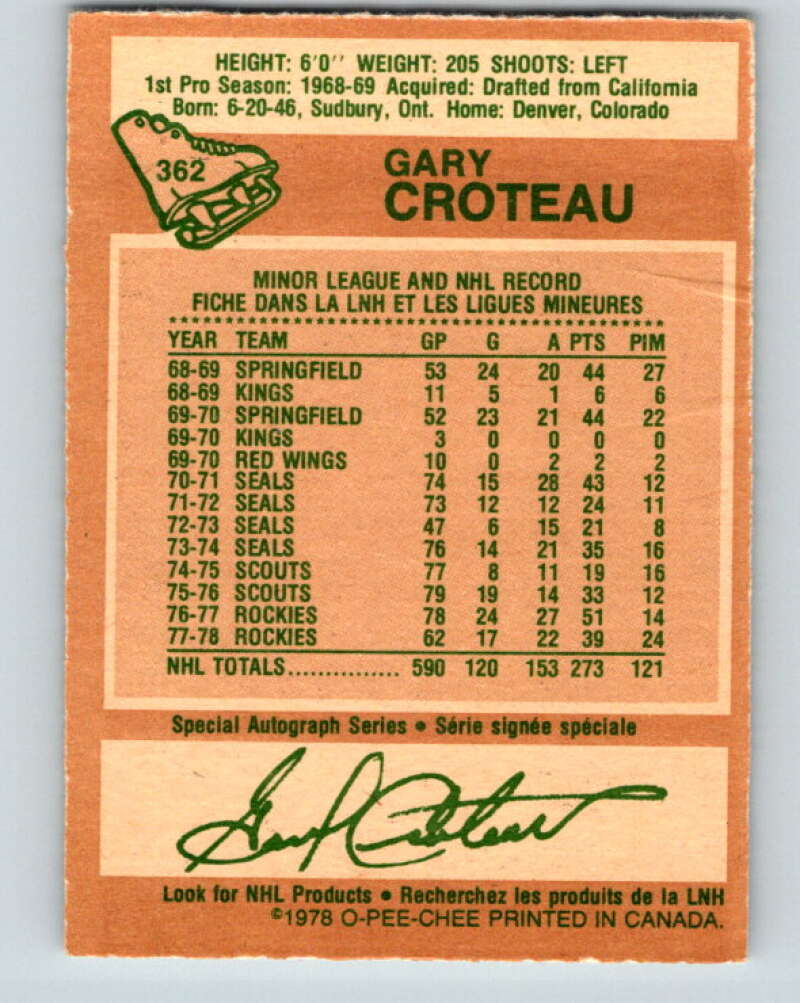 HEIGHT: 6'0'' WEIGHT: 205 SHOOTS: LEFT
1st Pro Season: 1968-69 Acquired: Drafted from California
Born: 6-20-46, Sudbury, Ont. Home: Denver, Colorado
362
GARY
CROTEAU
MINOR LEAGUE AND NHL RECORD
FICHE DANS LA LNH ET LES LIGUES MINEURES
YEAR TEAM GP G A PTS PIM
68-69 SPRINGFIELD 53 24 20 44 27
68-69 KINGS 11 5 1 6 6
69-70 SPRINGFIELD 52 23 21 44 22
69-70 KINGS 3 0 0 0 0
69-70 RED WINGS 10 0 2 2 2
70-71 SEALS 74 15 28 43 12
71-72 SEALS 73 12 12 24 11
72-73 SEALS 47 6 15 21 8
73-74 SEALS 76 14 21 35 16
74-75 SCOUTS 77 8 11 19 16
75-76 SCOUTS 79 19 14 33 12
76-77 ROCKIES 78 24 27 51 14
77-78 ROCKIES 62 17 22 39 24
NHL TOTALS............... 590 120 153 273 121
Special Autograph Series • Série signée spéciale
Gary Croteau
Look for NHL Products • Recherchez les produits de la LNH
©1978 O-PEE-CHEE PRINTED IN CANADA.